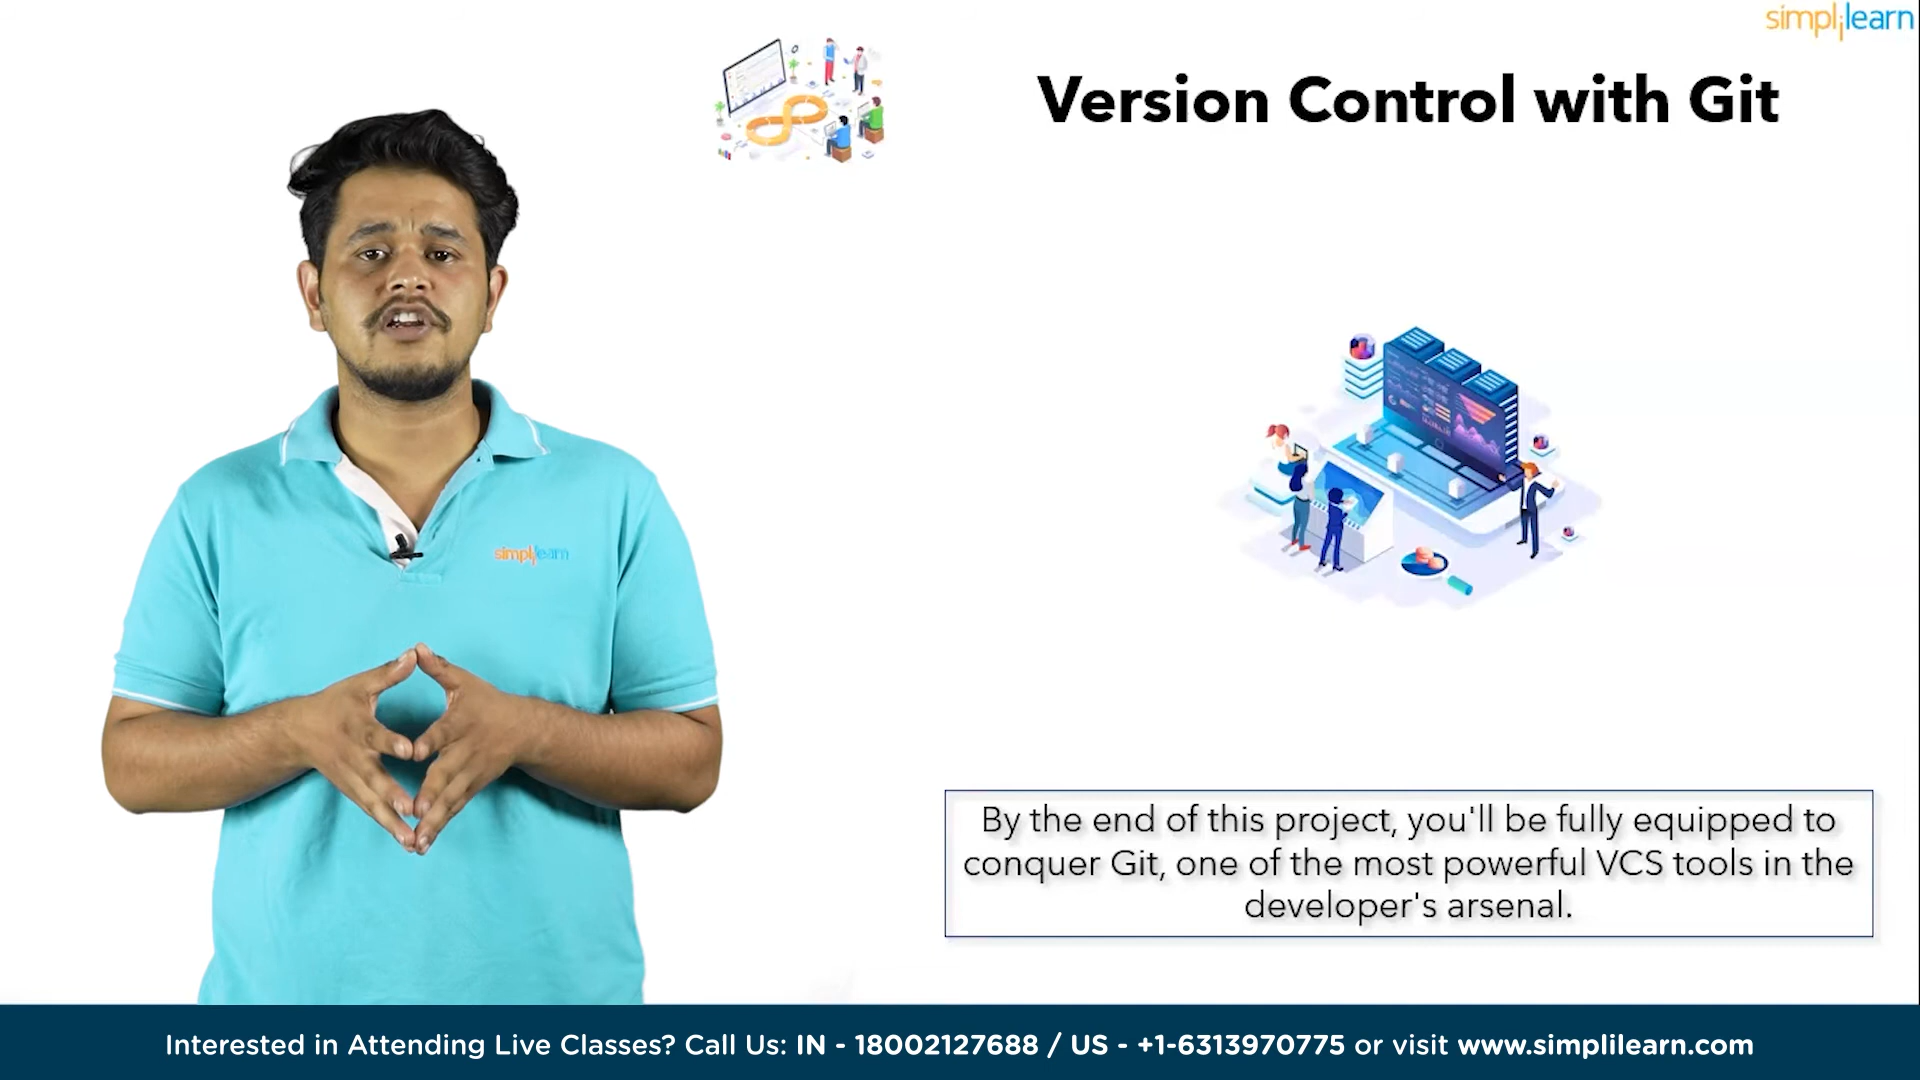 simplilearn
Version Control with Git
simplilearn
By the end of this project, you'll be fully equipped to
conquer Git, one of the most powerful VCS tools in the
developer's arsenal.
Interested in Attending Live Classes? Call Us: IN - 18002127688 / US - +1-6313970775 or visit www.simplilearn.com